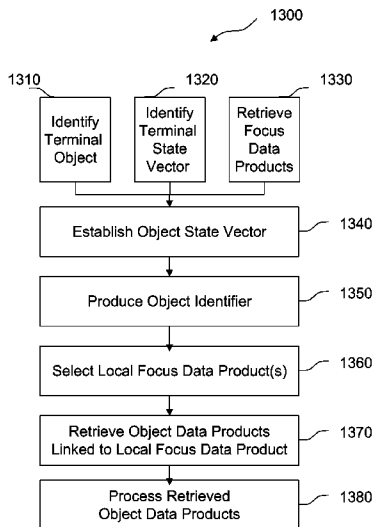 1300
1310
1320
1330
Identify
Terminal
Object
Identify
Terminal
State
Vector
Retrieve
Focus
Data
Products
Establish Object State Vector
1340
Produce Object Identifier
1350
Select Local Focus Data Product(s)
1360
Retrieve Object Data Products
Linked to Local Focus Data Product
1370
Process Retrieved
Object Data Products
1380